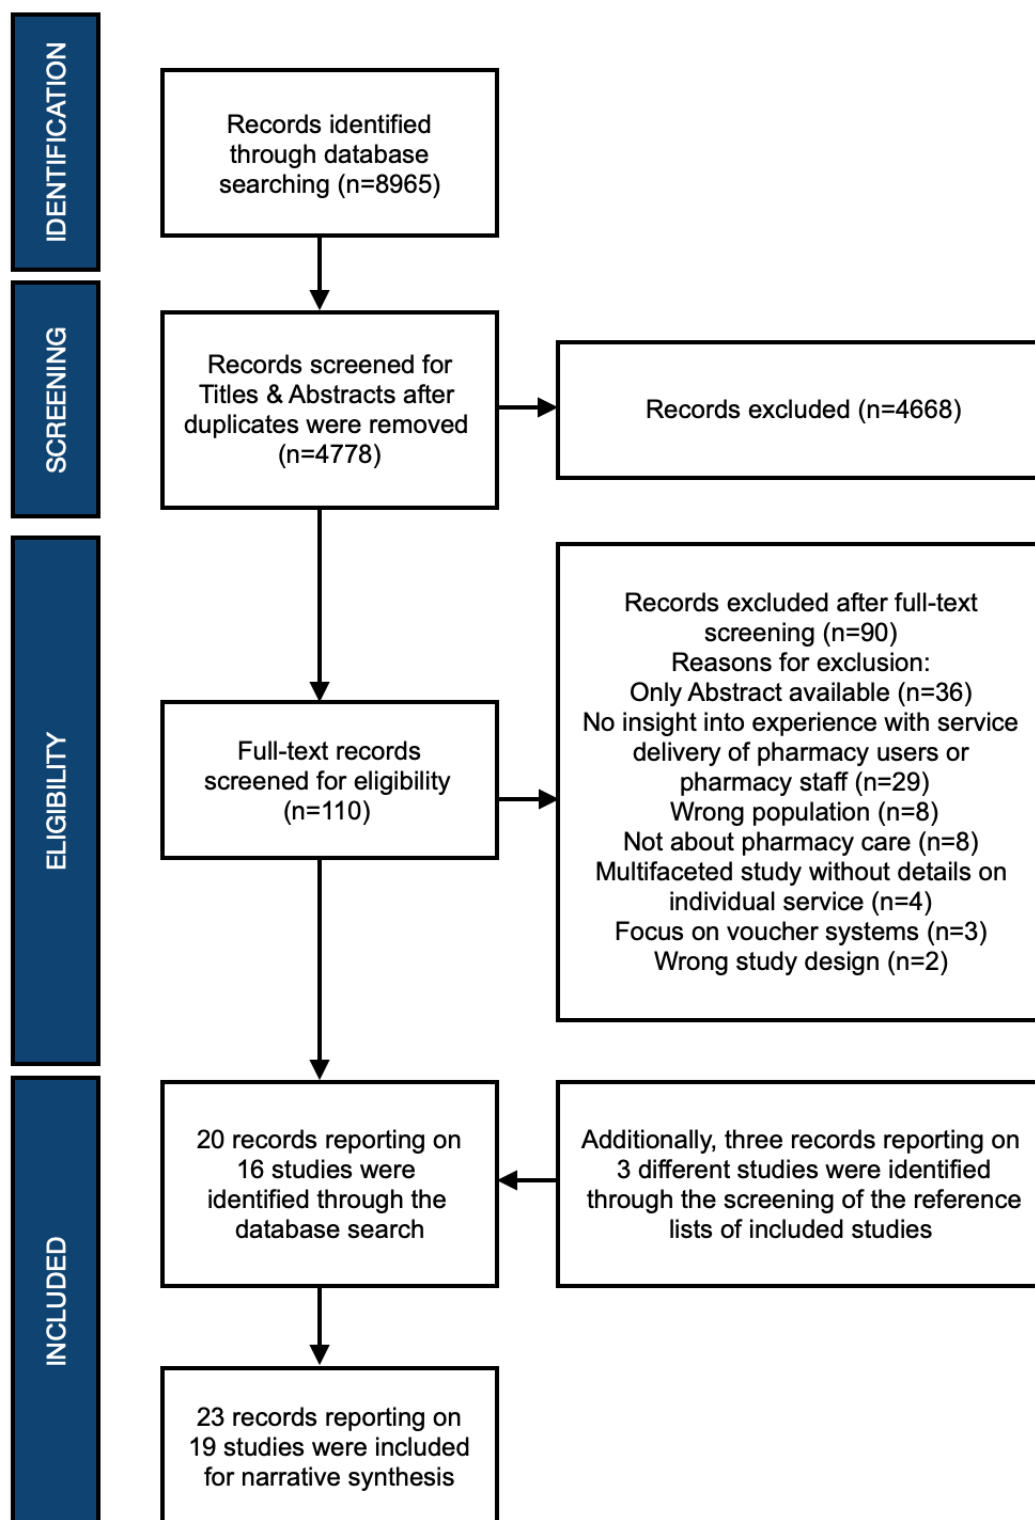 IDENTIFICATION
Records identified
through database
searching (n=8965)
SCREENING
Records screened for
Titles & Abstracts after
duplicates were removed
(n=4778)
Records excluded (n=4668)
ELIGIBILITY
Full-text records
screened for eligibility
(n=110)
Records excluded after full-text
screening (n=90)
Reasons for exclusion:
Only Abstract available (n=36)
No insight into experience with service
delivery of pharmacy users or
pharmacy staff (n=29)
Wrong population (n=8)
Not about pharmacy care (n=8)
Multifaceted study without details on
individual service (n=4)
Focus on voucher systems (n=3)
Wrong study design (n=2)
INCLUDED
20 records reporting on
16 studies were
identified through the
database search
Additionally, three records reporting on
3 different studies were identified
through the screening of the reference
lists of included studies
23 records reporting on
19 studies were included
for narrative synthesis